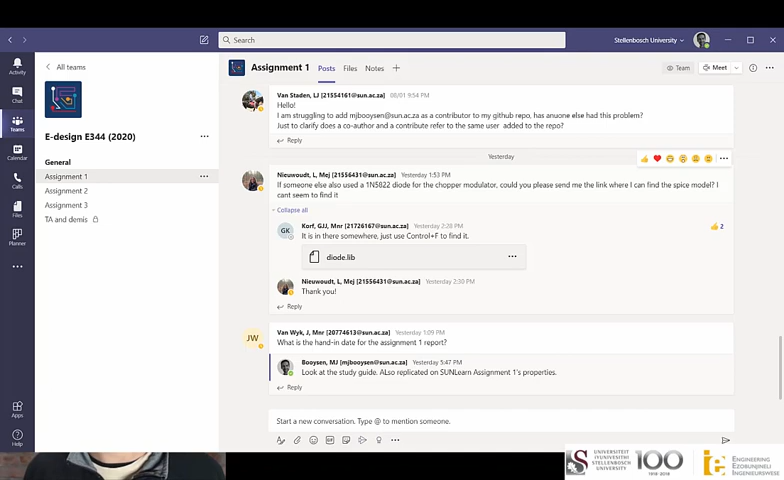 Search
Stellenbosch University
Activity
Chat
Teams
Calendar
Calls
Files
Planner
Apps
Help
All teams
E-design E344 (2020)
General
Assignment 1
Assignment 2
Assignment 3
TA and demis
Assignment 1 Posts Files Notes
Team Meet
Van Staden, LJ [21554161@sun.ac.za] 08/01 9:54 PM
Hello!
I am struggling to add mjbooysen@sun.ac.za as a contributor to my github repo, has anuone else had this problem?
Just to clarify does a co-author and a contribute refer to the same user added to the repo?
Reply
Yesterday
Nieuwoudt, L, Mej [21556431@sun.ac.za] Yesterday 1:53 PM
If someone else also used a 1N5822 diode for the chopper modulator, could you please send me the link where I can find the spice model? I
cant seem to find it
Collapse all
GK
Korf, GJJ, Mnr [21726167@sun.ac.za] Yesterday 2:28 PM
2
It is in there somewhere, just use Control+F to find it.
diode.lib
Nieuwoudt, L, Mej [21556431@sun.ac.za] Yesterday 2:30 PM
Thank you!
Reply
JW
Van Wyk, J, Mnr [20774613@sun.ac.za] Yesterday 1:09 PM
What is the hand-in date for the assignment 1 report?
Booysen, MJ [mjbooysen@sun.ac.za] Yesterday 5:47 PM
Look at the study guide. ALso replicated on SUNLearn Assignment 1's properties.
Reply
Start a new conversation. Type @ to mention someone.
UNIVERSITEIT
iYUNIVESITHI
STELLENBOSCH
UNIVERSITY
100
1918-2018
ENGINEERING
EZOBUNJINELI
INGENIEURSWESE